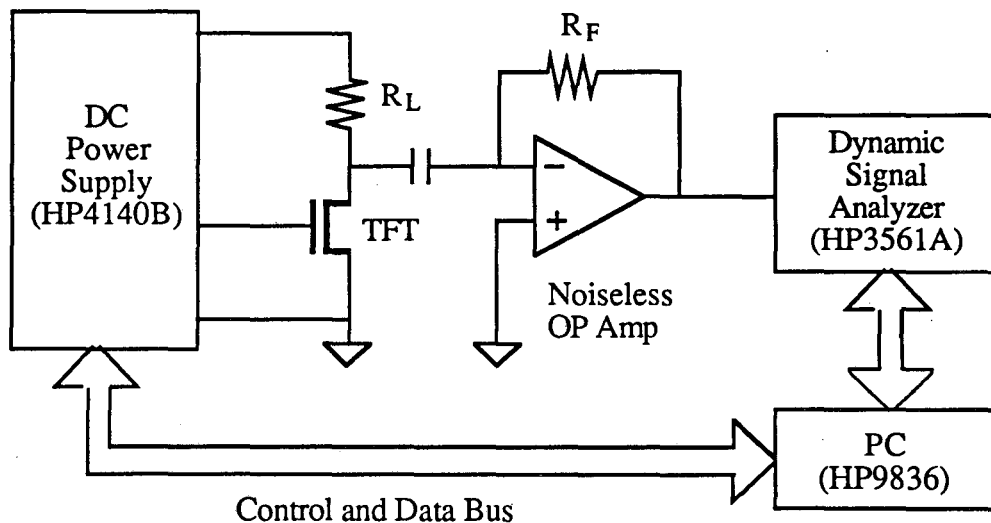 DC
Power
Supply
(HP4140B)
R_L
TFT
R_F
−
+
Noiseless
OP Amp
Dynamic
Signal
Analyzer
(HP3561A)
PC
(HP9836)
Control and Data Bus